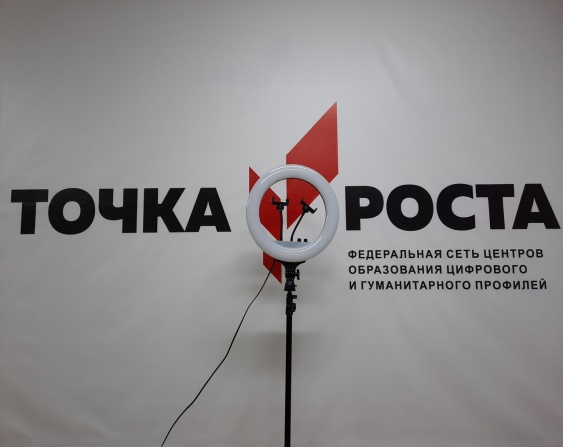 ТОЧКА РОСТА
ФЕДЕРАЛЬНАЯ СЕТЬ ЦЕНТРОВ
ОБРАЗОВАНИЯ ЦИФРОВОГО
И ГУМАНИТАРНОГО ПРОФИЛЕЙ